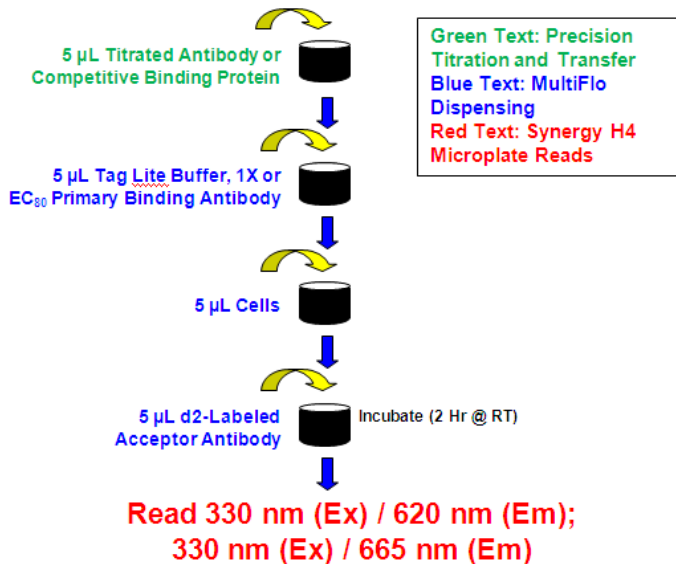 5 µL Titrated Antibody or
Competitive Binding Protein
Green Text: Precision
Titration and Transfer
Blue Text: MultiFlo
Dispensing
Red Text: Synergy H4
Microplate Reads
5 µL Tag Lite Buffer, 1X or
EC₈₀ Primary Binding Antibody
5 µL Cells
5 µL d2-Labeled
Acceptor Antibody
Incubate (2 Hr @ RT)
Read 330 nm (Ex) / 620 nm (Em);
330 nm (Ex) / 665 nm (Em)